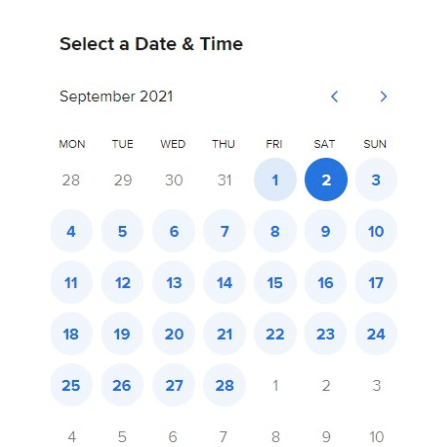 Select a Date & Time
September 2021
MON TUE WED THU FRI SAT SUN
28 29 30 31 1 2 3
4 5 6 7 8 9 10
11 12 13 14 15 16 17
18 19 20 21 22 23 24
25 26 27 28 1 2 3
4 5 6 7 8 9 10